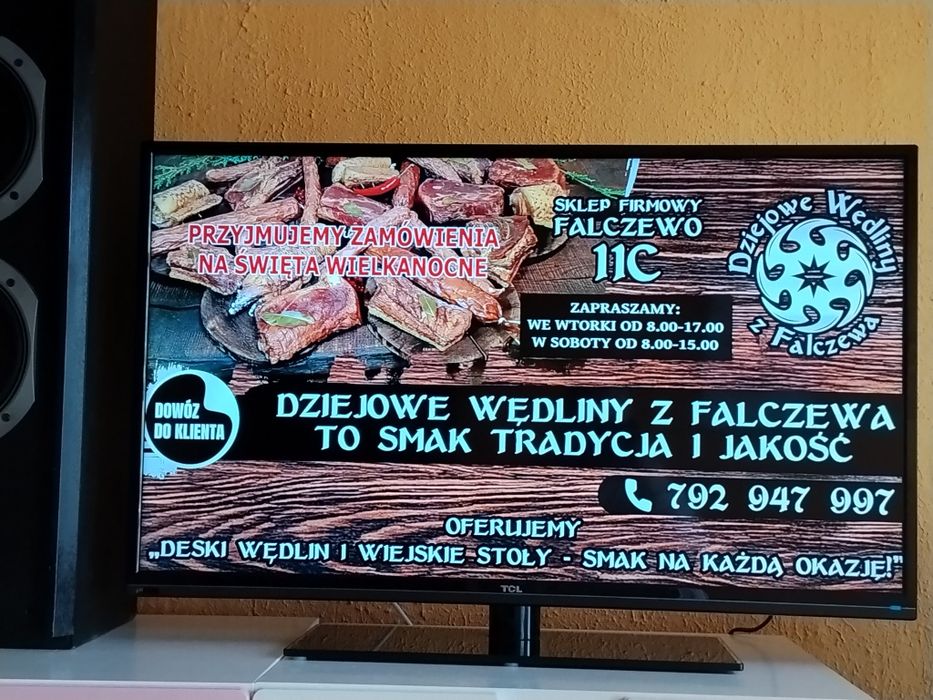 PRZYJMUJEMY ZAMÓWIENIA
NA ŚWIĘTA WIELKANOCNE
SKLEP FIRMOWY
FALCZEWO
11C
ZAPRASZAMY:
WE WTORKI OD 8.00-17.00
W SOBOTY OD 8.00-15.00
Dziejowe Wędliny
z Falczewa
DOWÓZ
DO KLIENTA
DZIEJOWE WĘDLINY Z FALCZEWA
TO SMAK TRADYCJA I JAKOŚĆ
792 947 997
OFERUJEMY
„DESKI WĘDLIN I WIEJSKIE STOŁY - SMAK NA KAŻDĄ OKAZJĘ!"
TCL